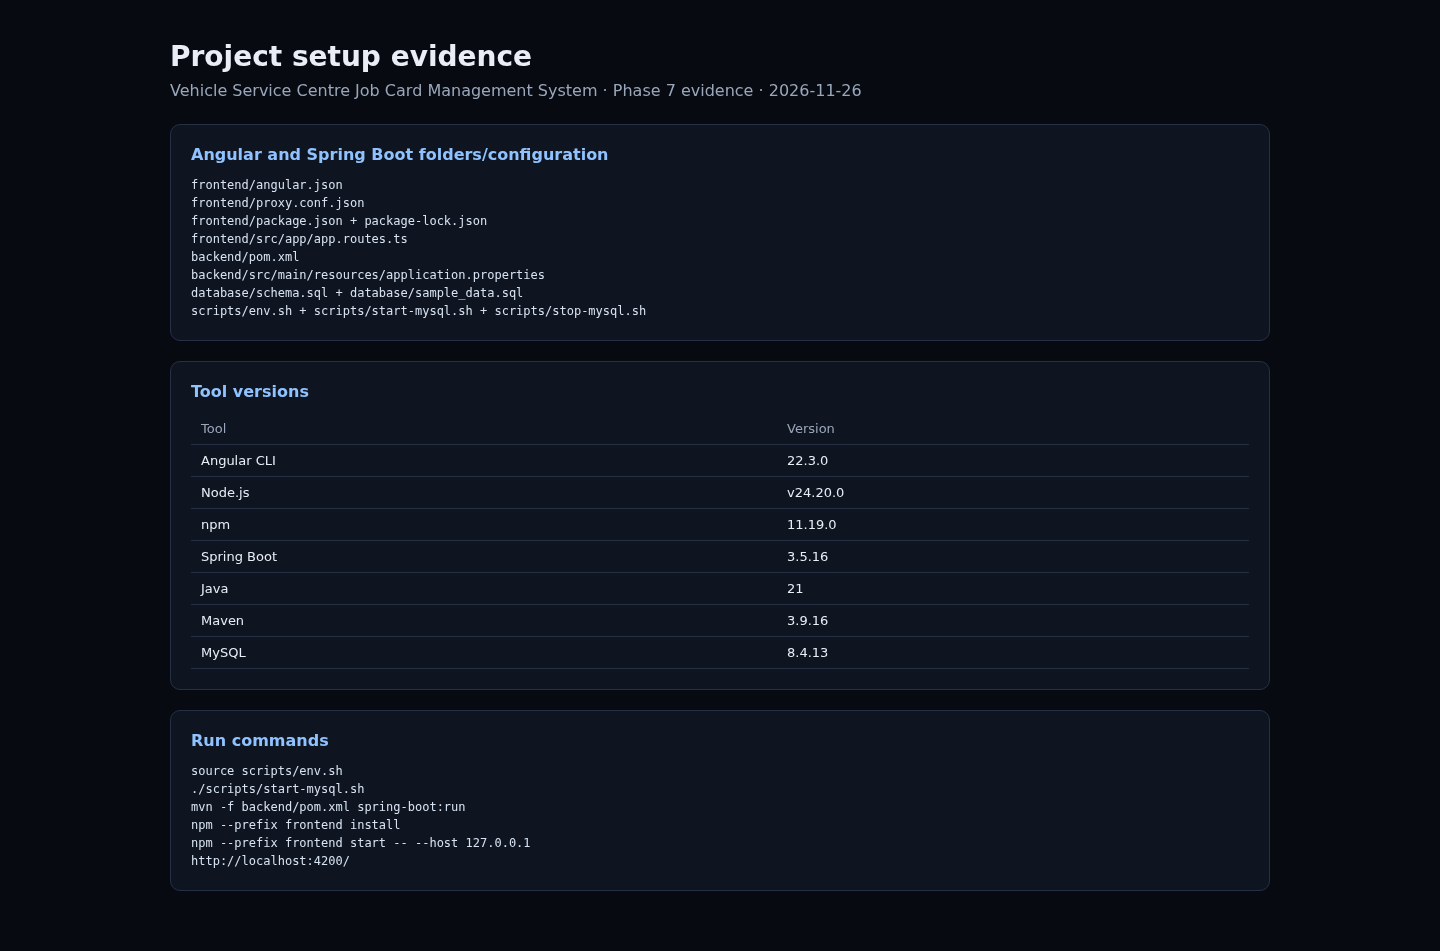 Project setup evidence
Vehicle Service Centre Job Card Management System · Phase 7 evidence · 2026-11-26
Angular and Spring Boot folders/configuration
frontend/angular.json
frontend/proxy.conf.json
frontend/package.json + package-lock.json
frontend/src/app/app.routes.ts
backend/pom.xml
backend/src/main/resources/application.properties
database/schema.sql + database/sample_data.sql
scripts/env.sh + scripts/start-mysql.sh + scripts/stop-mysql.sh
Tool versions
Tool Version
Angular CLI 22.3.0
Node.js v24.20.0
npm 11.19.0
Spring Boot 3.5.16
Java 21
Maven 3.9.16
MySQL 8.4.13
Run commands
source scripts/env.sh
./scripts/start-mysql.sh
mvn -f backend/pom.xml spring-boot:run
npm --prefix frontend install
npm --prefix frontend start -- --host 127.0.0.1
http://localhost:4200/